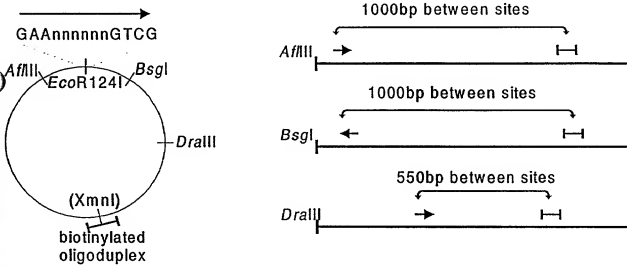 GAAnnnnnnGTCG
AflIII
EcoR124I
BsgI
DraIII
(XmnI)
biotinylated
oligoduplex
1000bp between sites
AflIII
1000bp between sites
BsgI
550bp between sites
DraIII